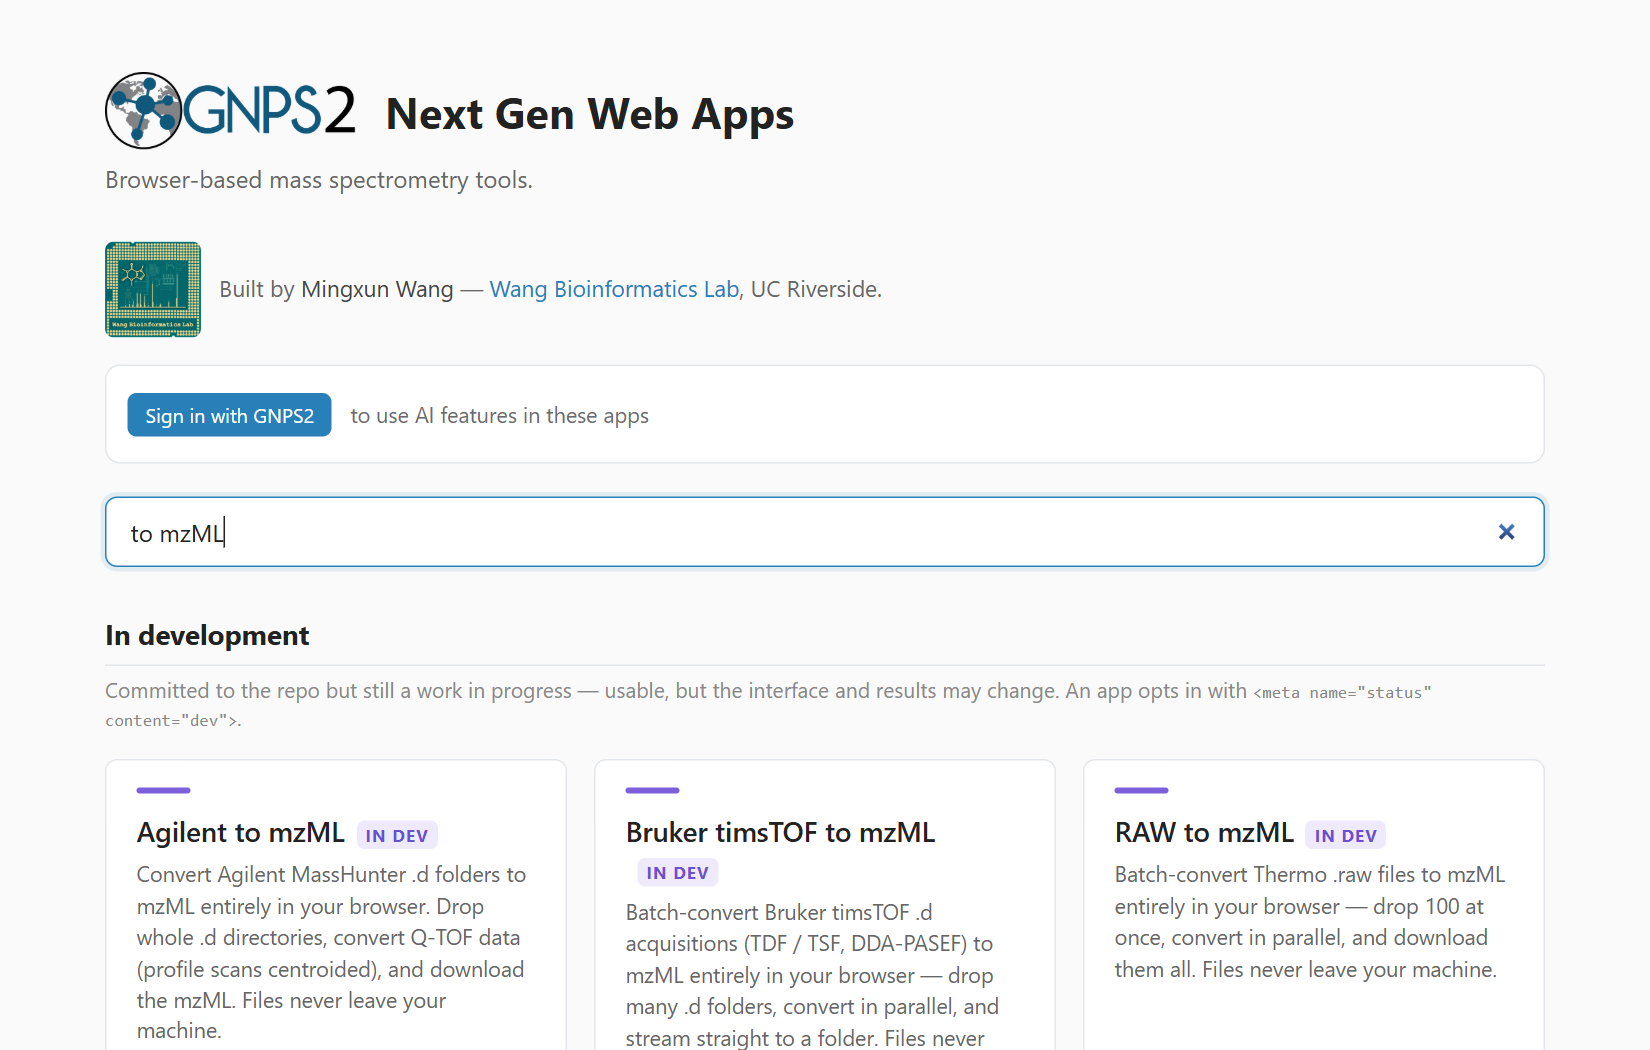 GNPS2 Next Gen Web Apps
Browser-based mass spectrometry tools.
Wang Bioinformatics Lab
Built by Mingxun Wang — Wang Bioinformatics Lab, UC Riverside.
Sign in with GNPS2 to use AI features in these apps
to mzML ×
In development
Committed to the repo but still a work in progress — usable, but the interface and results may change. An app opts in with <meta name="status"
content="dev">.
Agilent to mzML IN DEV
Convert Agilent MassHunter .d folders to
mzML entirely in your browser. Drop
whole .d directories, convert Q-TOF data
(profile scans centroided), and download
the mzML. Files never leave your
machine.
Bruker timsTOF to mzML
IN DEV
Batch-convert Bruker timsTOF .d
acquisitions (TDF / TSF, DDA-PASEF) to
mzML entirely in your browser — drop
many .d folders, convert in parallel, and
stream straight to a folder. Files never
RAW to mzML IN DEV
Batch-convert Thermo .raw files to mzML
entirely in your browser — drop 100 at
once, convert in parallel, and download
them all. Files never leave your machine.